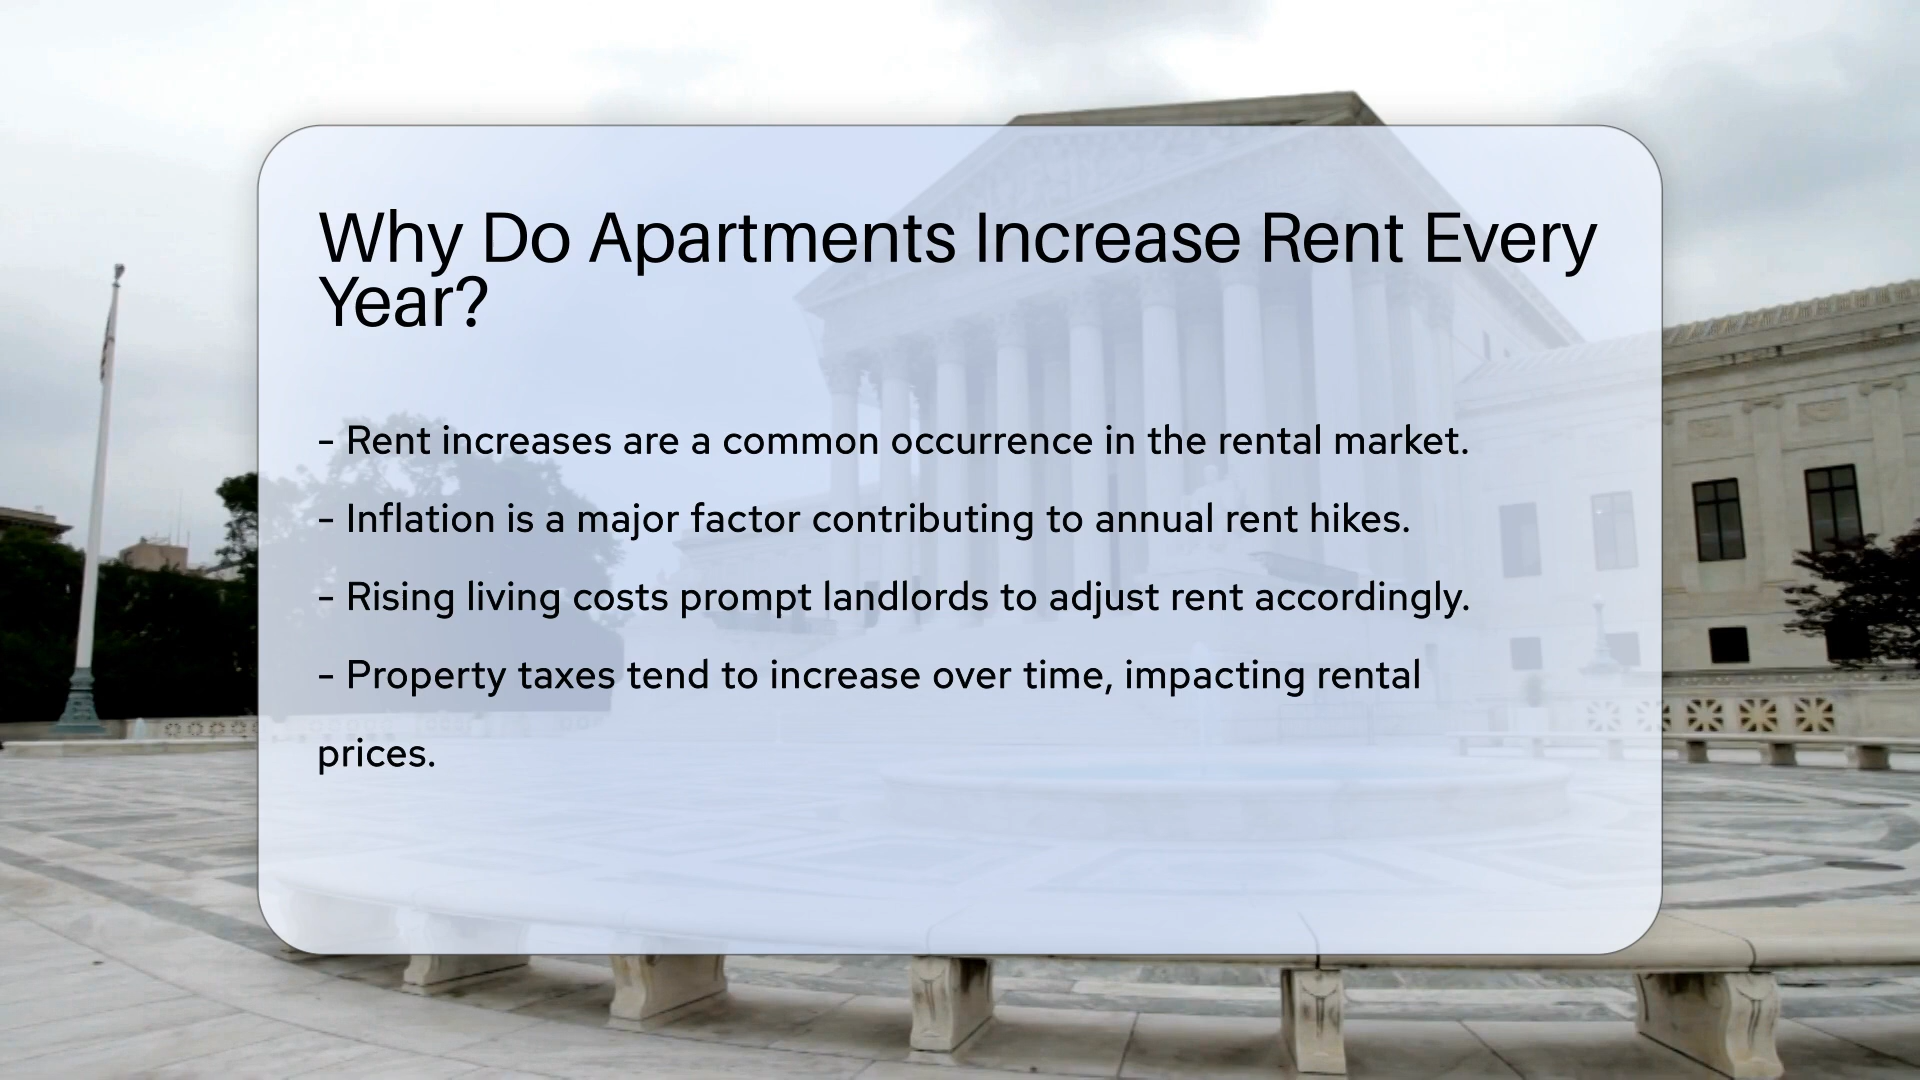 Why Do Apartments Increase Rent Every
Year?
- Rent increases are a common occurrence in the rental market.
- Inflation is a major factor contributing to annual rent hikes.
- Rising living costs prompt landlords to adjust rent accordingly.
- Property taxes tend to increase over time, impacting rental
prices.